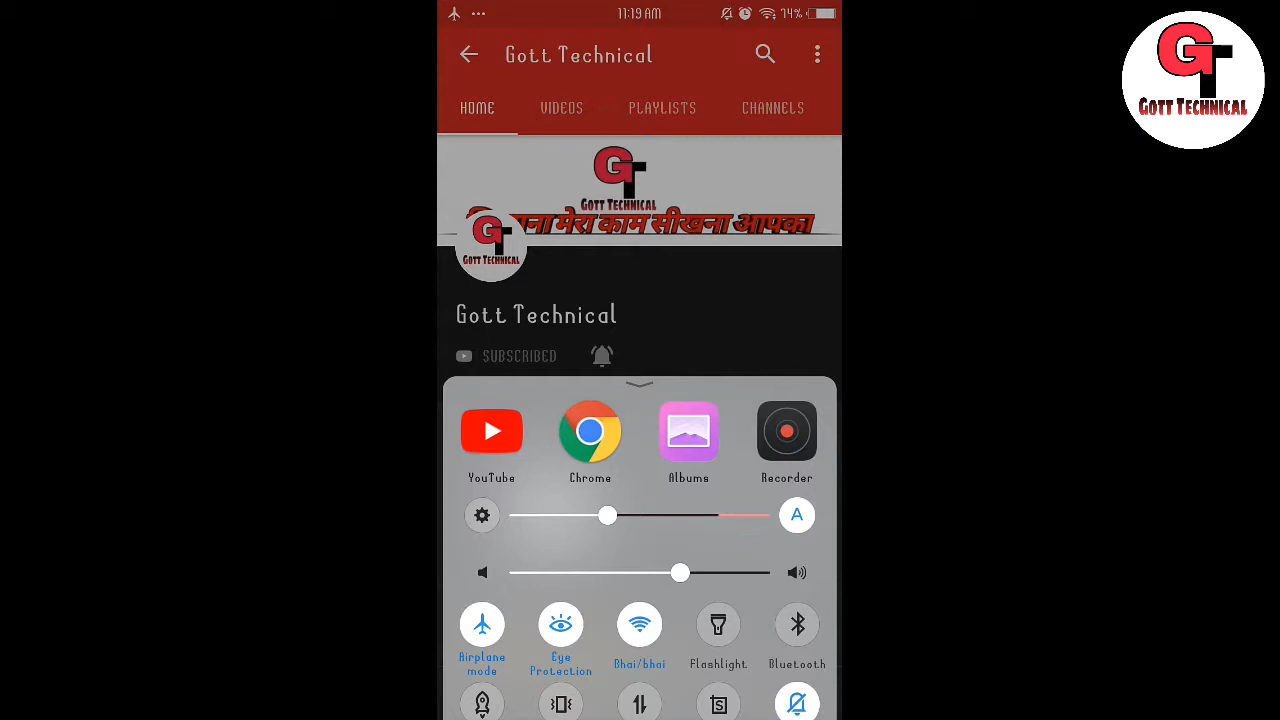 11:19 AM
74%
Gott Technical
HOME VIDEOS PLAYLISTS CHANNELS
GT
GOTT TECHNICAL
मेरा काम सीखना आपका
GT
GOTT TECHNICAL
Gott Technical
SUBSCRIBED
YouTube Chrome Albums Recorder
A
Airplane mode
Eye Protection
Bhai/bhai
Flashlight
Bluetooth
S
GT
GOTT TECHNICAL